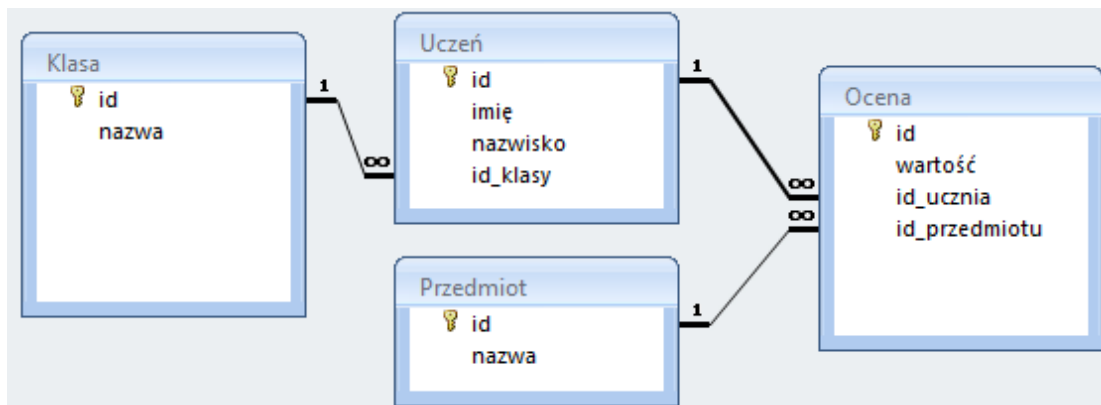 Klasa
id
nazwa
1
∞
Uczeń
id
imię
nazwisko
id_klasy
1
∞
Przedmiot
id
nazwa
1
∞
Ocena
id
wartość
id_ucznia
id_przedmiotu